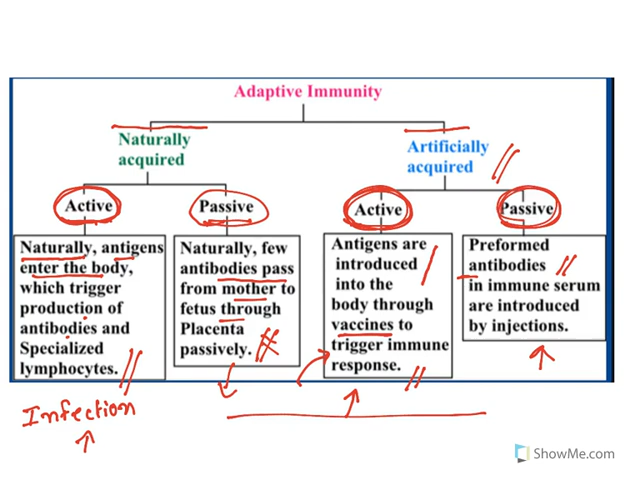 Adaptive Immunity
Naturally
acquired
Artificially
acquired
Active
Passive
Active
Passive
Naturally, antigens
enter the body,
which trigger
production of
antibodies and
Specialized
lymphocytes.
Naturally, few
antibodies pass
from mother to
fetus through
Placenta
passively.
Antigens are
introduced
into the
body through
vaccines to
trigger immune
response.
Preformed
antibodies
in immune serum
are introduced
by injections.
Infection
ShowMe.com